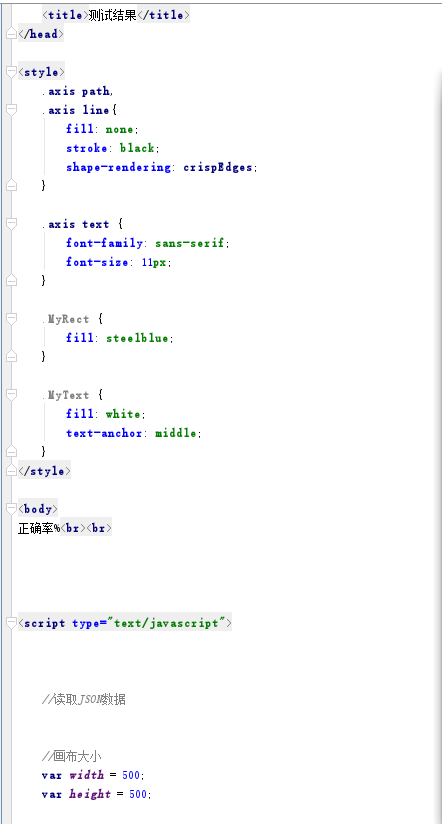 <title>测试结果</title>
</head>
<style>
.axis path,
.axis line{
fill: none;
stroke: black;
shape-rendering: crispEdges;
}
.axis text {
font-family: sans-serif;
font-size: 11px;
}
.MyRect {
fill: steelblue;
}
.MyText {
fill: white;
text-anchor: middle;
}
</style>
<body>
正确率%<br><br>
<script type="text/javascript">
//读取JSON数据
//画布大小
var width = 500;
var height = 500;